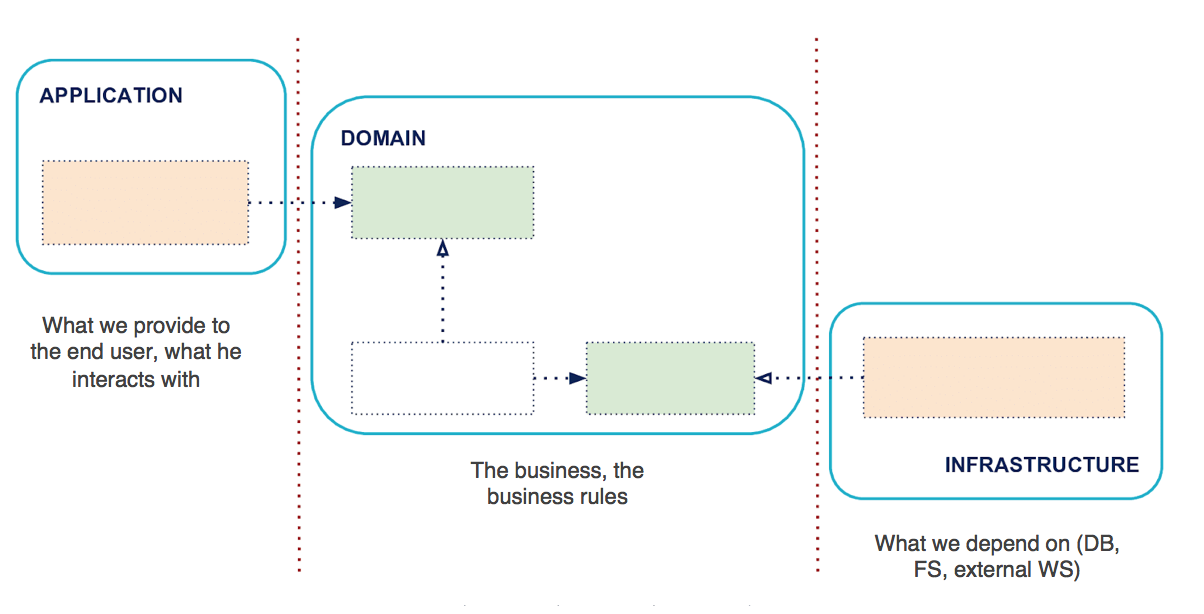 APPLICATION
What we provide to
the end user, what he
interacts with
DOMAIN
The business, the
business rules
INFRASTRUCTURE
What we depend on (DB,
FS, external WS)